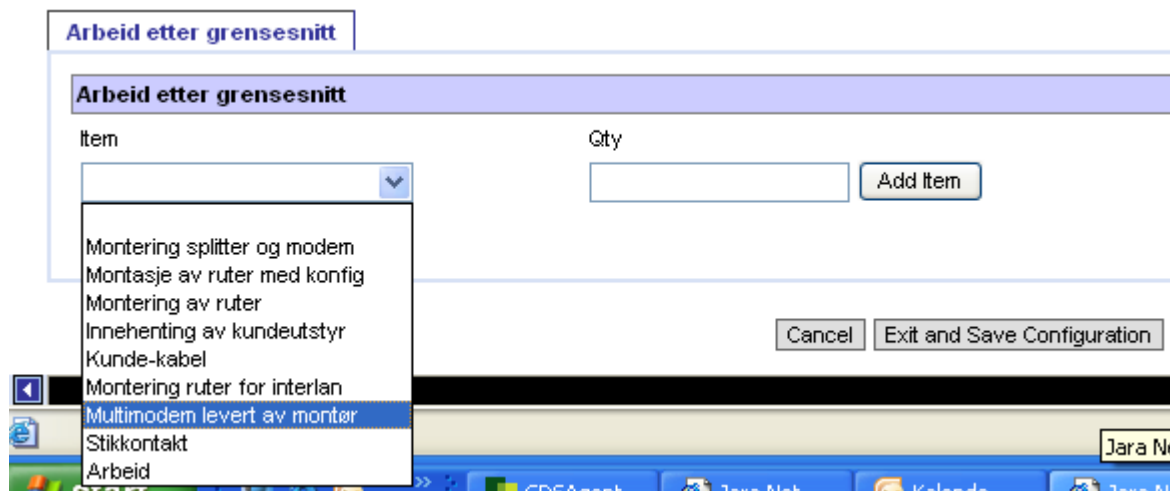 Arbeid etter grensesnitt
Arbeid etter grensesnitt
Item
Qty
Add Item
Montering splitter og modem
Montasje av ruter med konfig
Montering av ruter
Innehenting av kundeutstyr
Kunde-kabel
Montering ruter for interlan
Multimodem levert av montør
Stikkontakt
Arbeid
Cancel
Exit and Save Configuration
Jara
Jara